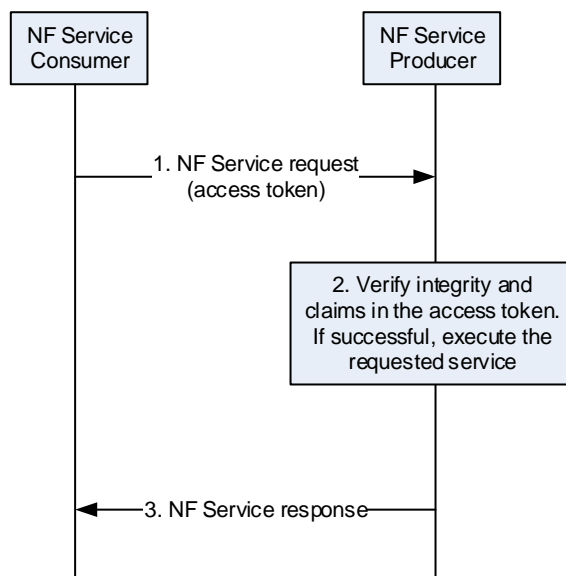 NF Service
Consumer
NF Service
Producer
1. NF Service request
(access token)
2. Verify integrity and
claims in the access token.
If successful, execute the
requested service
3. NF Service response